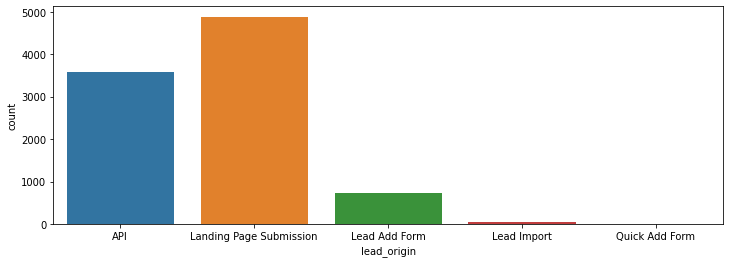 5000
4000
3000
2000
1000
0
count
API Landing Page Submission Lead Add Form Lead Import Quick Add Form
lead_origin